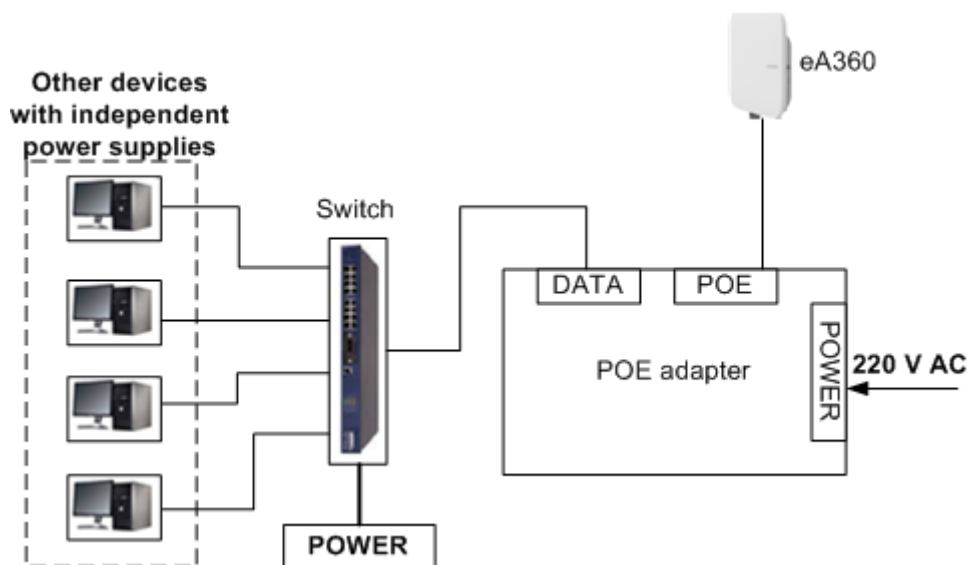 eA360
Other devices
with independent
power supplies
Switch
DATA
POE
POE adapter
POWER
220 V AC
POWER